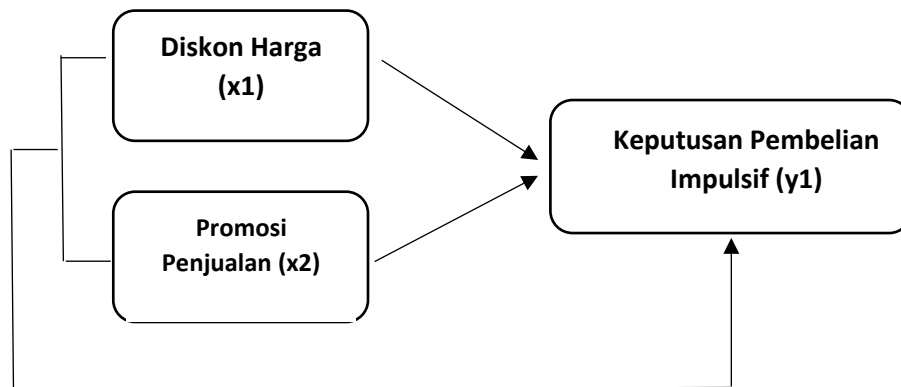 Diskon Harga
(x1)
Keputusan Pembelian
Impulsif (y1)
Promosi
Penjualan (x2)